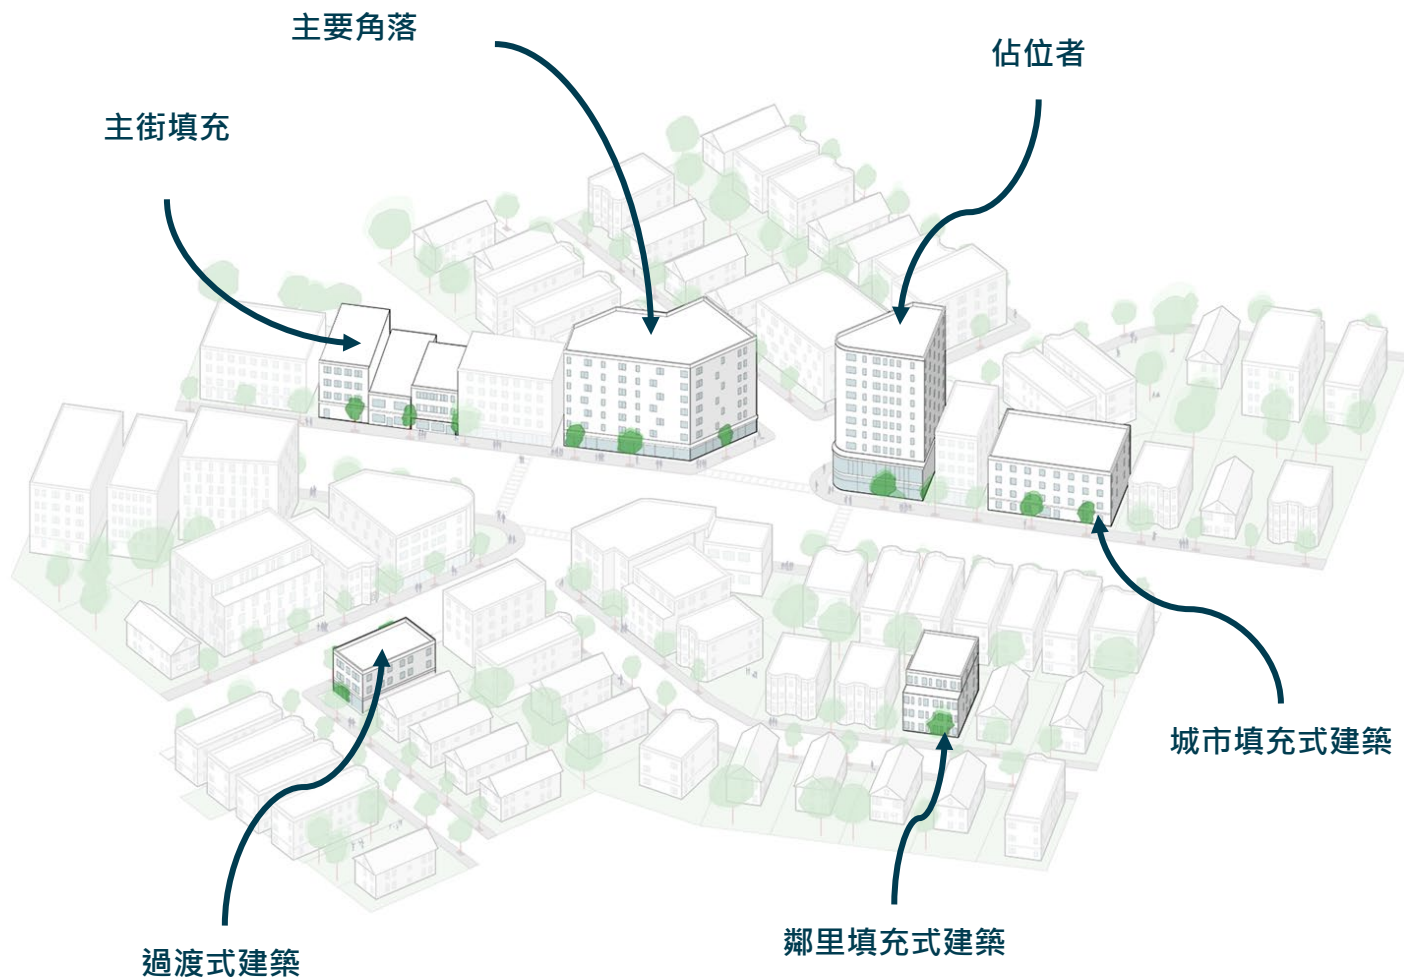 主要角落
佔位者
主街填充
城市填充式建築
鄰里填充式建築
過渡式建築